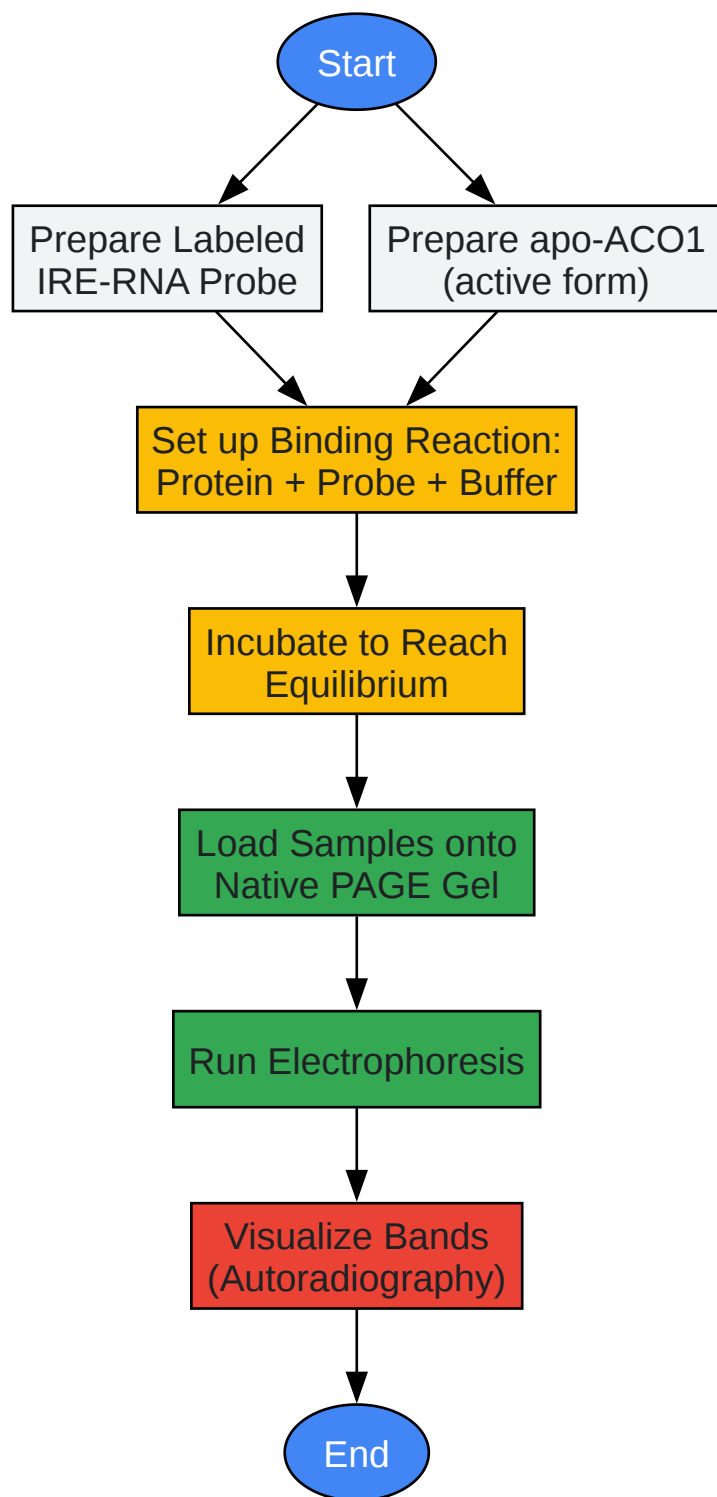 Start
Prepare Labeled
IRE-RNA Probe
Prepare apo-ACO1
(active form)
Set up Binding Reaction:
Protein + Probe + Buffer
Incubate to Reach
Equilibrium
Load Samples onto
Native PAGE Gel
Run Electrophoresis
Visualize Bands
(Autoradiography)
End